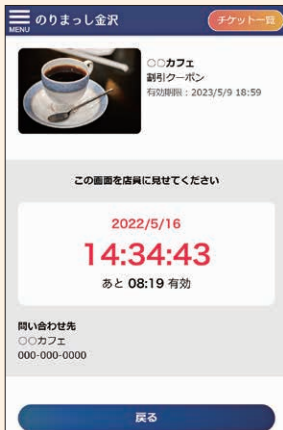 MENU
のりまっし金沢
チケット一覧
○○カフェ
割引クーポン
有効期限：2023/5/9 18:59
この画面を店員に見せてください
2022/5/16
14:34:43
あと 08:19 有効
問い合わせ先
○○カフェ
000-000-0000
戻る